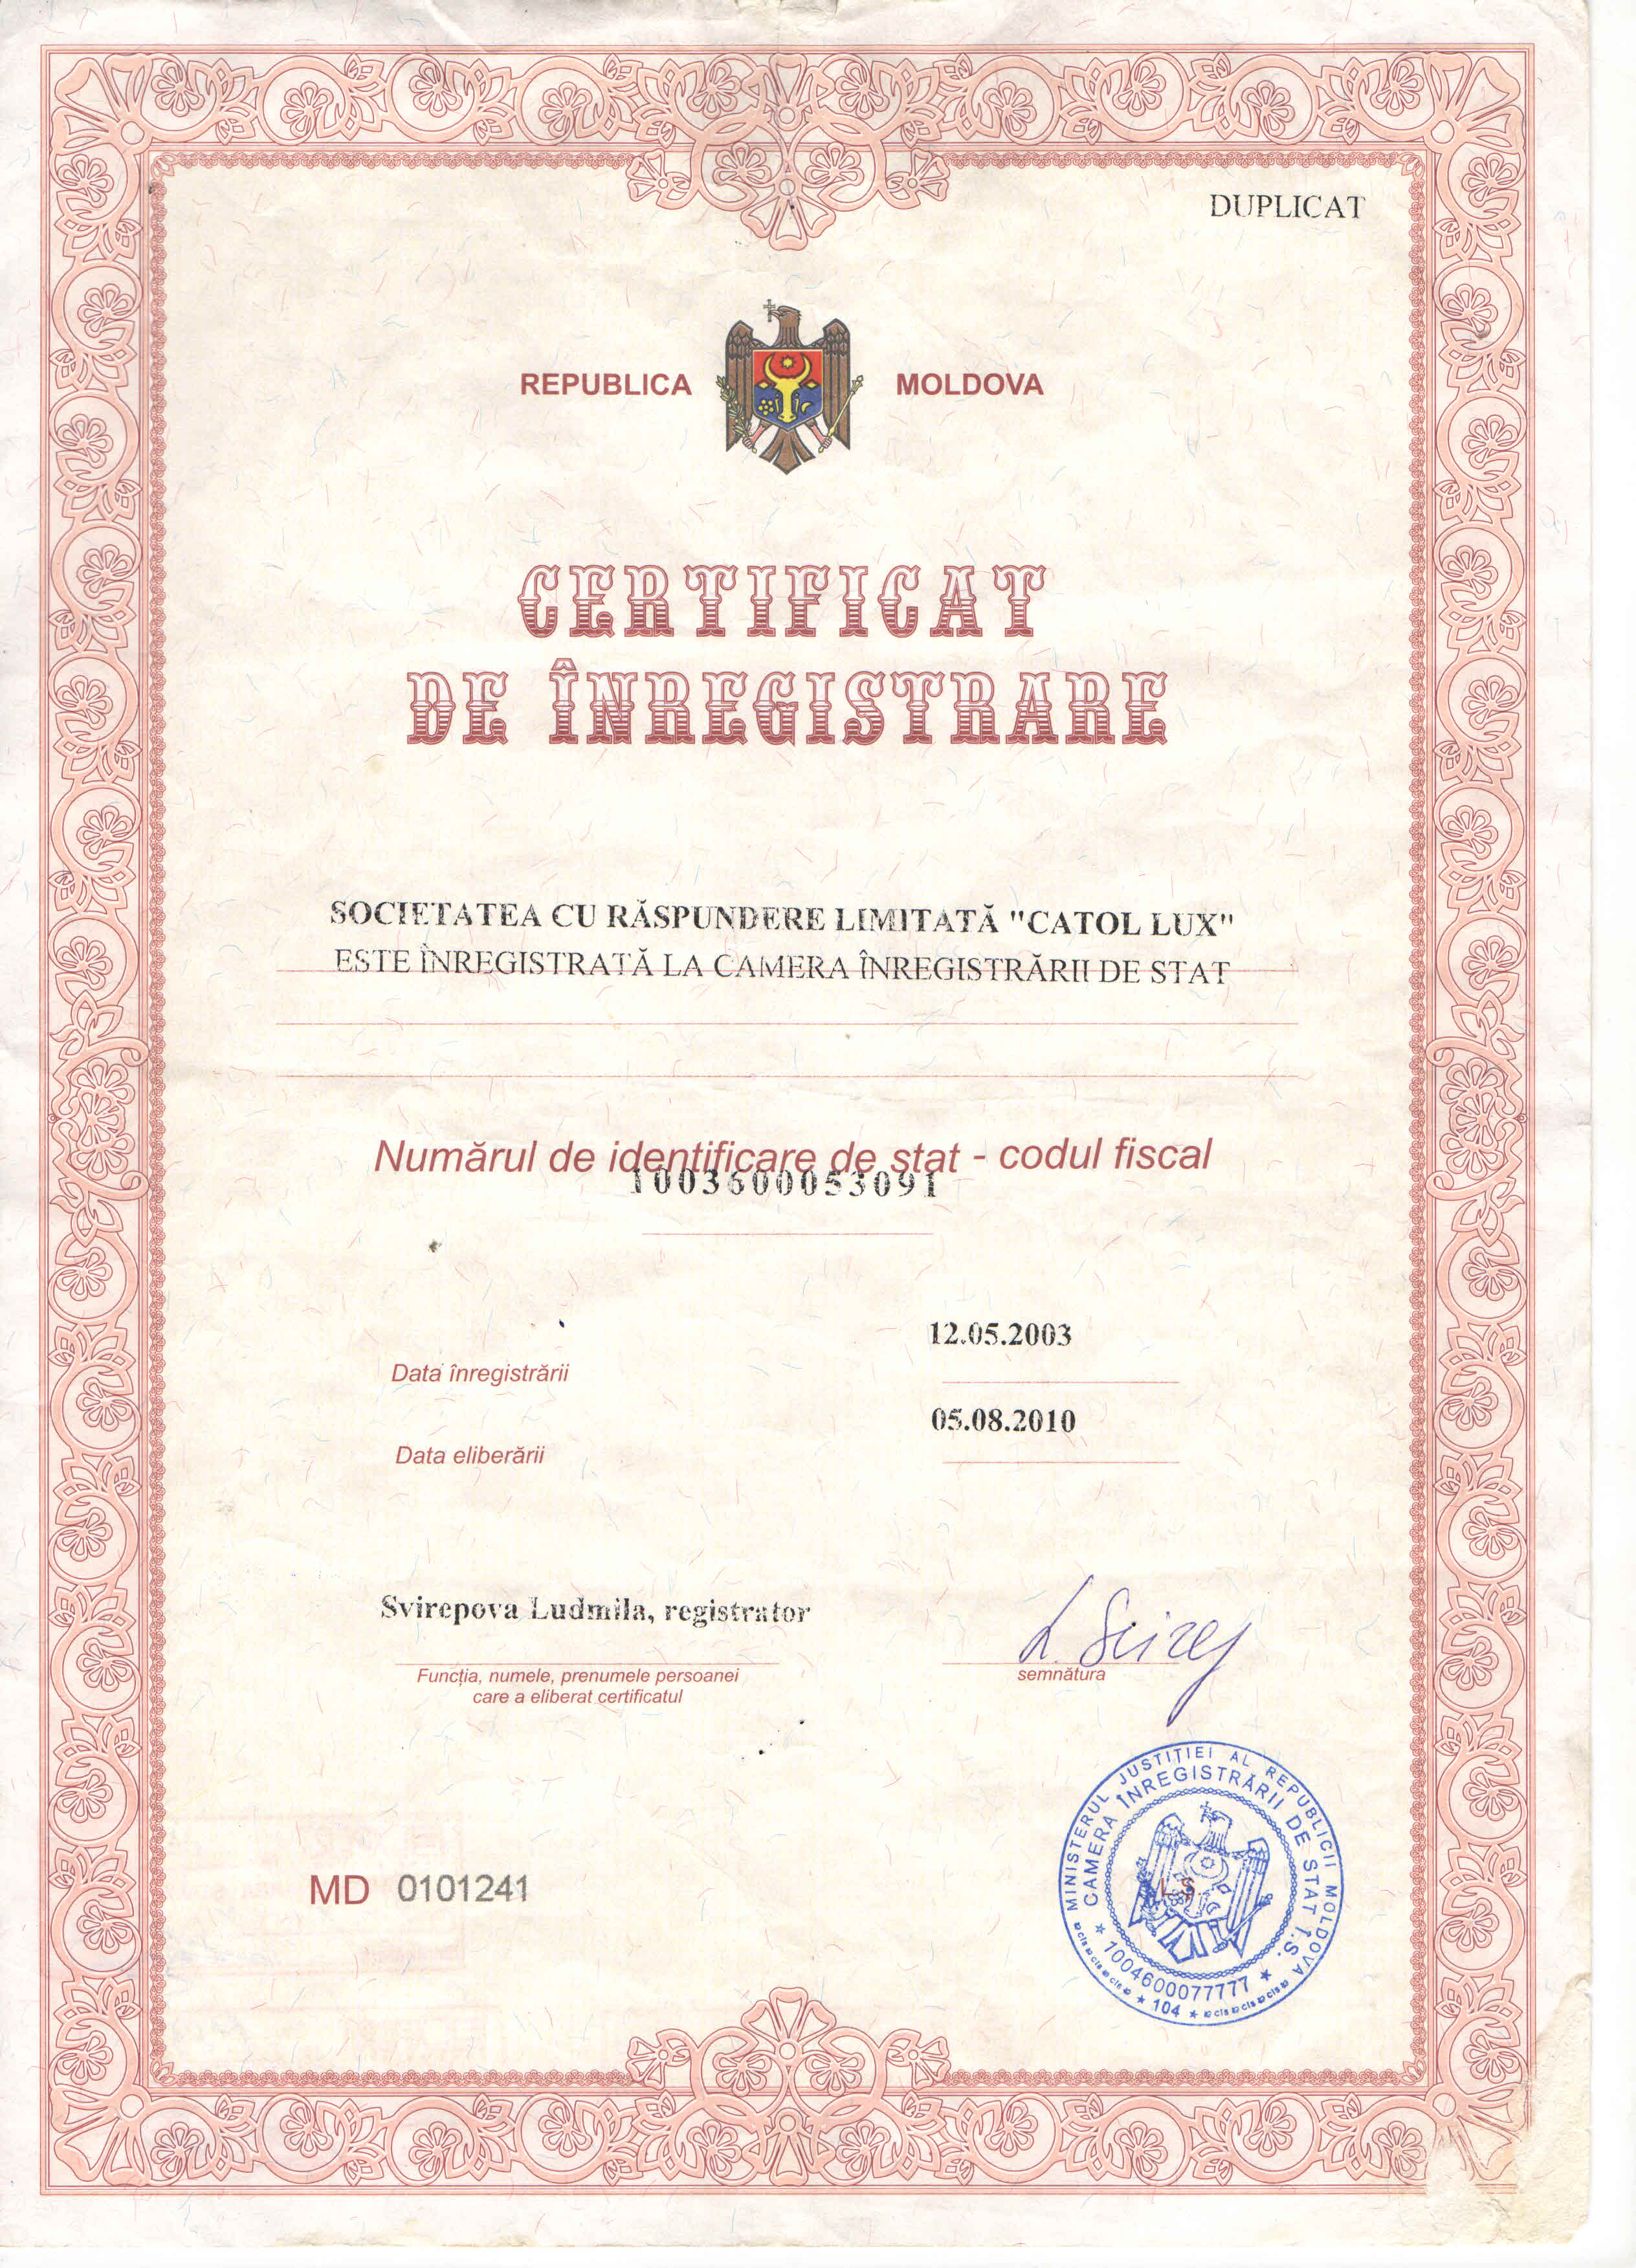 DUPLICAT
REPUBLICA MOLDOVA
CERTIFICAT
DE ÎNREGISTRARE
SOCIETATEA CU RĂSPUNDERE LIMITATĂ "CATOL LUX"
ESTE ÎNREGISTRATĂ LA CAMERA ÎNREGISTRĂRII DE STAT
Numărul de identificare de stat - codul fiscal
1003600053091
12.05.2003
Data înregistrării
05.08.2010
Data eliberării
Svirepova Ludmila, registrator
L. Svirep
Funcția, numele, prenumele persoanei
care a eliberat certificatul
semnătura
MINISTERUL JUSTIȚIEI AL REPUBLICII MOLDOVA
CAMERA ÎNREGISTRĂRII DE STAT Î.S.
L.Ș.
★ 1004600077777 ★
★ 104 ★
MD 0101241